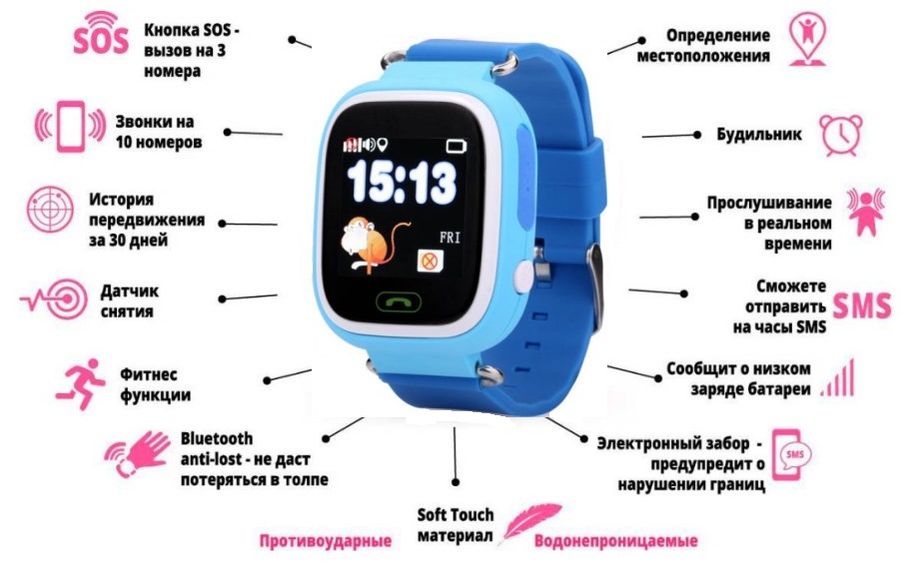 SOS
Кнопка SOS -
вызов на 3
номера
Звонки на
10 номеров
История
передвижения
за 30 дней
Датчик
снятия
Фитнес
функции
Bluetooth
anti-lost - не даст
потеряться в толпе
15:13
FRI
Определение
местоположения
Будильник
Прослушивание
в реальном
времени
Сможете
отправить
на часы SMS
SMS
Сообщит о низком
заряде батареи
Электронный забор -
предупредит о
нарушении границ
SMS
Soft Touch
материал
Противоударные
Водонепроницаемые